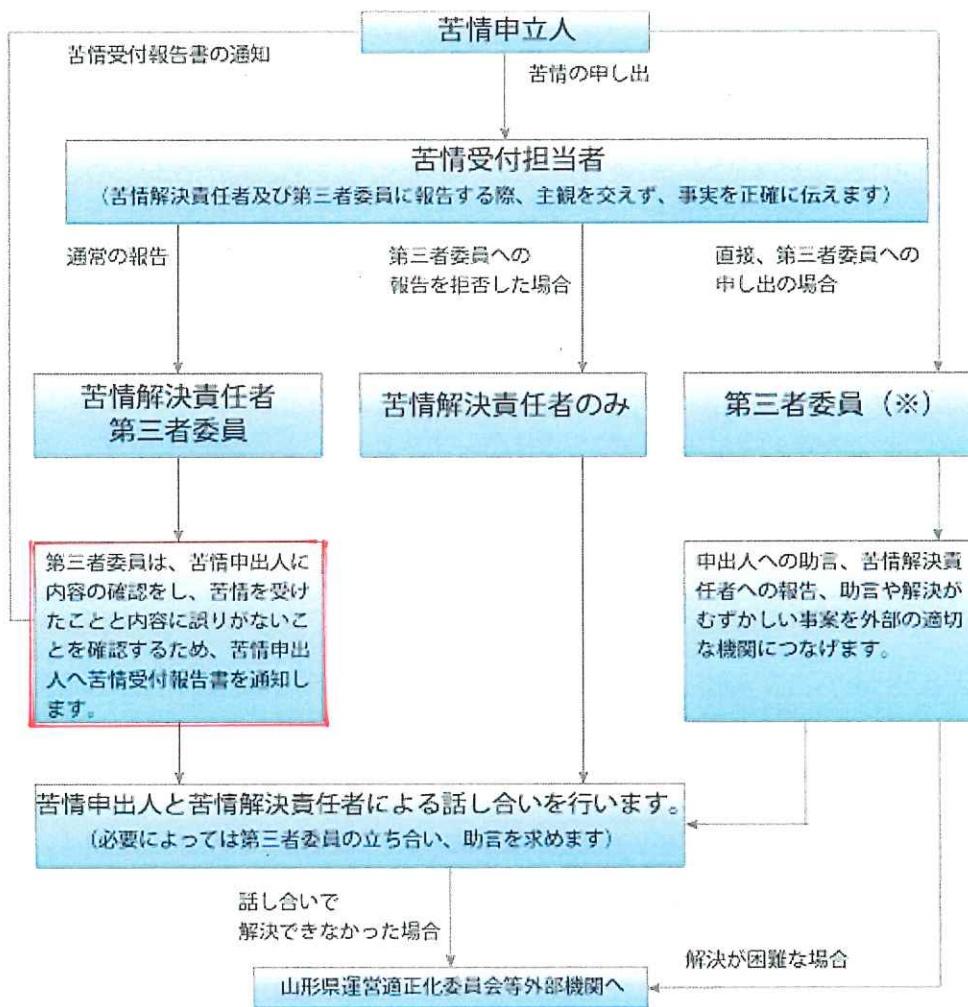 苦情申立人
苦情受付報告書の通知
苦情の申し出
苦情受付担当者
（苦情解決責任者及び第三者委員に報告する際、主観を交えず、事実を正確に伝えます）
通常の報告
第三者委員への
報告を拒否した場合
直接、第三者委員への
申し出の場合
苦情解決責任者
第三者委員
苦情解決責任者のみ
第三者委員（※）
第三者委員は、苦情申出人に
内容の確認をし、苦情を受け
たことと内容に誤りがないこ
とを確認するため、苦情申出
人へ苦情受付報告書を通知し
ます。
申出人への助言、苦情解決責
任者への報告、助言や解決が
むずかしい事案を外部の適切
な機関につなげます。
苦情申出人と苦情解決責任者による話し合いを行います。
（必要によっては第三者委員の立ち合い、助言を求めます）
話し合いで
解決できなかった場合
解決が困難な場合
山形県運営適正化委員会等外部機関へ